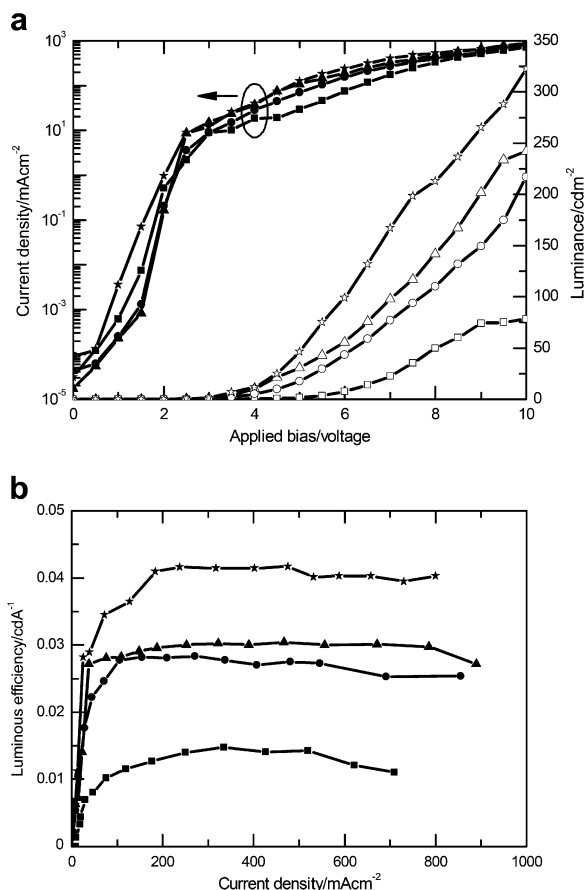 a
10³
10¹
10⁻¹
10⁻³
10⁻⁵
Current density/mAcm⁻²
350
300
250
200
150
100
50
0
Luminance/cdm⁻²
0 2 4 6 8 10
Applied bias/voltage
b
0.05
0.04
0.03
0.02
0.01
0
Luminous efficiency/cdA⁻¹
0 200 400 600 800 1000
Current density/mAcm⁻²